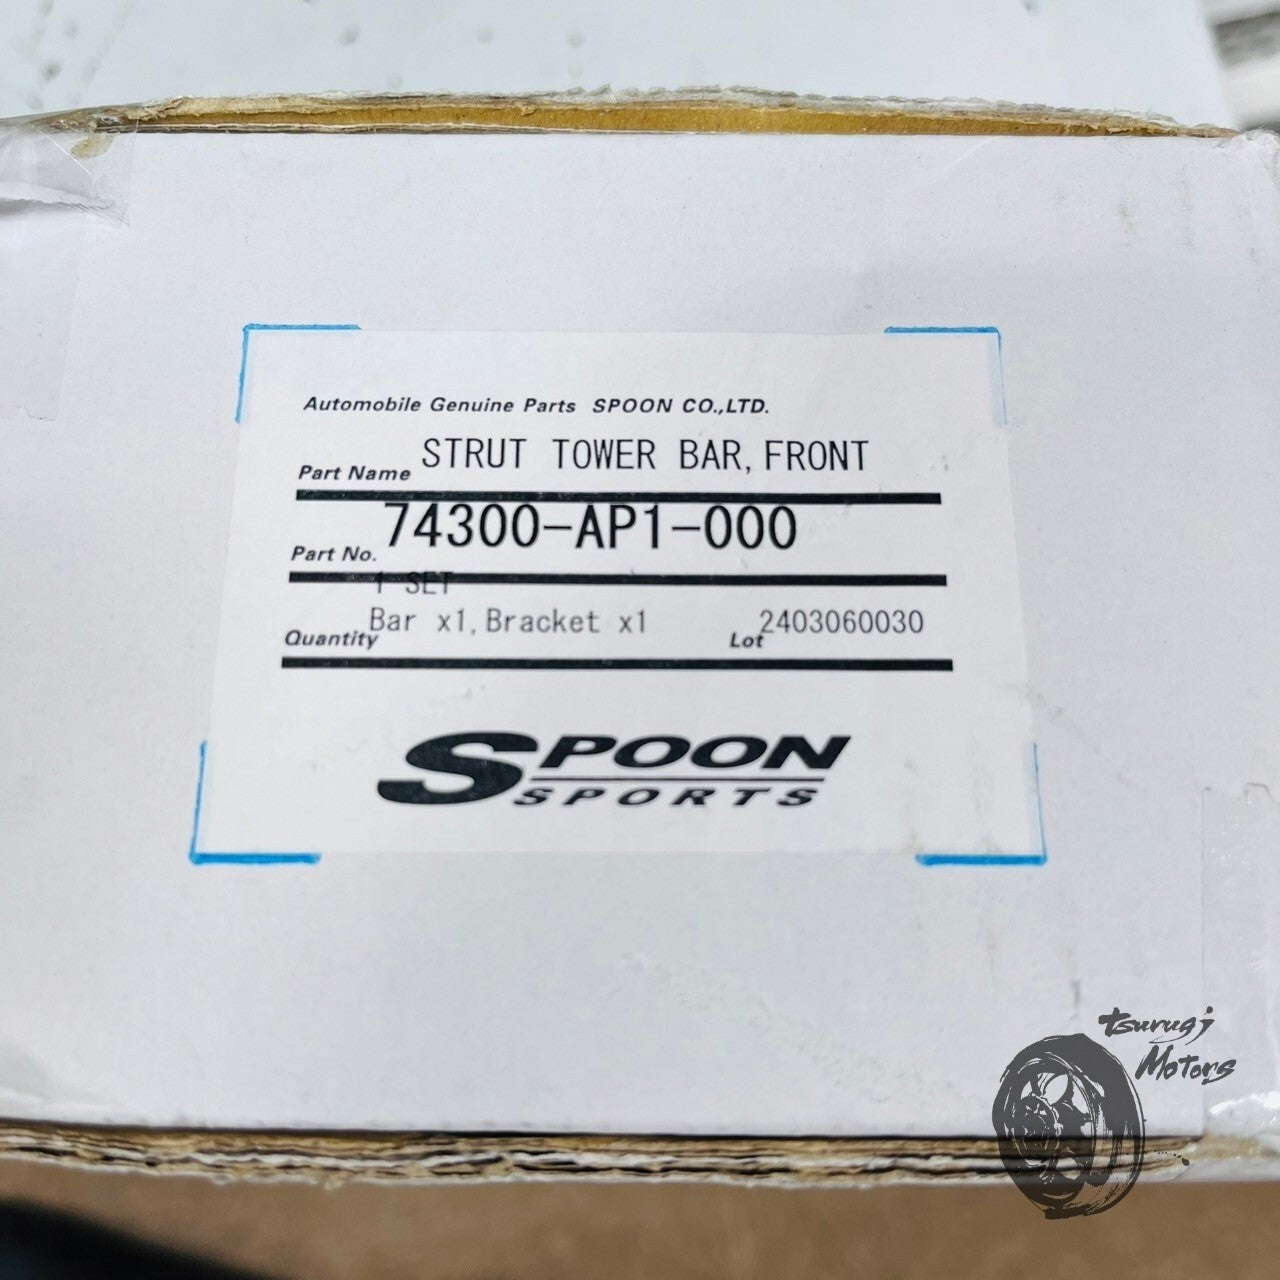 Automobile Genuine Parts SPOON CO.,LTD.
Part Name STRUT TOWER BAR, FRONT
Part No. 74300-AP1-000
1 SET
Quantity Bar x1, Bracket x1 Lot 2403060030
SPOON
SPORTS
Tsurugi
Motors